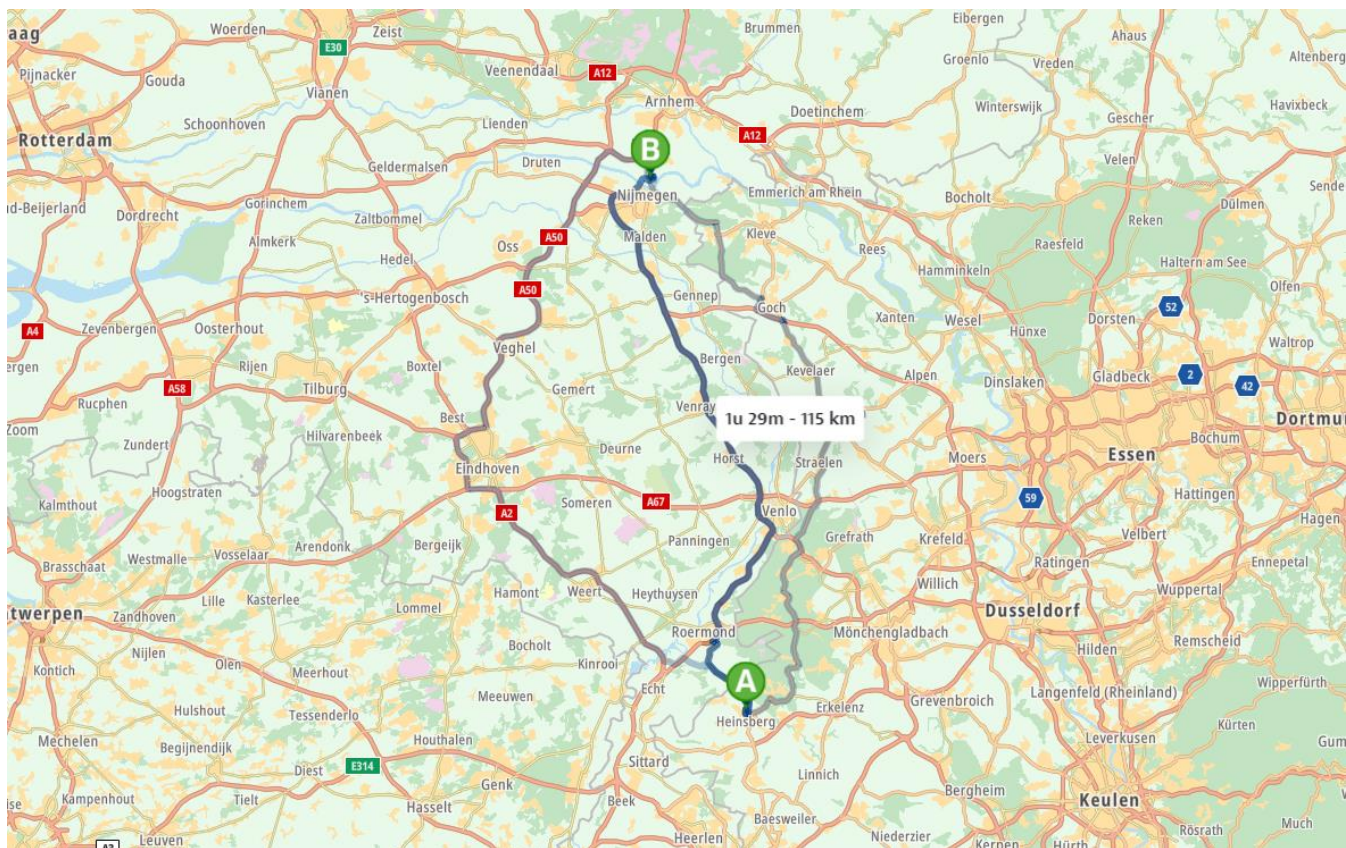 aag
Woerden
Zeist
Brummen
Eibergen
Ahaus
E30
Veenendaal
Groenlo
Vreden
Altenberg
Pijnacker
Gouda
A12
Vianen
Arnhem
Doetinchem
Winterswijk
Gescher
Havixbeck
Schoonhoven
Lienden
Rotterdam
A12
B
Velen
Geldermalsen
Druten
Sende
Nijmegen
Emmerich am Rhein
Bocholt
Dülmen
ud-Beijerland
Gorinchem
Dordrecht
Zaltbommel
Reken
Almkerk
Oss
A50
Malden
Kleve
Rees
Raesfeld
Hedel
Haltern am See
Hamminkeln
's-Hertogenbosch
A50
Gennep
Goch
Olfen
A4
Zevenbergen
Oosterhout
Xanten
Wesel
Hünxe
Dorsten
52
Veghel
Waltrop
ergen
Rijen
Boxtel
Bergen
Kevelaer
Alpen
Dinslaken
Gladbeck
2
42
A58
Tilburg
Gemert
Rucphen
Best
Venray
1u 29m - 115 km
Dortmu
Zoom
Zundert
Hilvarenbeek
Deurne
Bochum
Horst
Straelen
Moers
Essen
Eindhoven
Hoogstraten
Kalmthout
Someren
A67
59
Hattingen
Venlo
A2
Hagen
Arendonk
Bergeijk
Panningen
Grefrath
Krefeld
Velbert
Westmalle
Vosselaar
Ratingen
Ennepetal
Brasschaat
Hamont
Willich
Weert
Heythuysen
Wuppertal
Lille
Kasterlee
Lommel
ntwerpen
Zandhoven
Dusseldorf
Roermond
Mönchengladbach
Bocholt
Remscheid
Nijlen
Olen
Kinrooi
Hilden
Kontich
Meerhout
A
Wipperfürth
Echt
Meeuwen
Langenfeld (Rheinland)
Hulshout
Grevenbroich
Erkelenz
Tessenderlo
Heinsberg
Kürten
Leverkusen
Mechelen
Begijnendijk
Houthalen
Gum
Sittard
Diest
E314
Linnich
Genk
Bergheim
Kampenhout
Tielt
Beek
Keulen
Hasselt
Baesweiler
Niederzier
Much
Leuven
Heerlen
Rösrath
Kerpen
Hürth